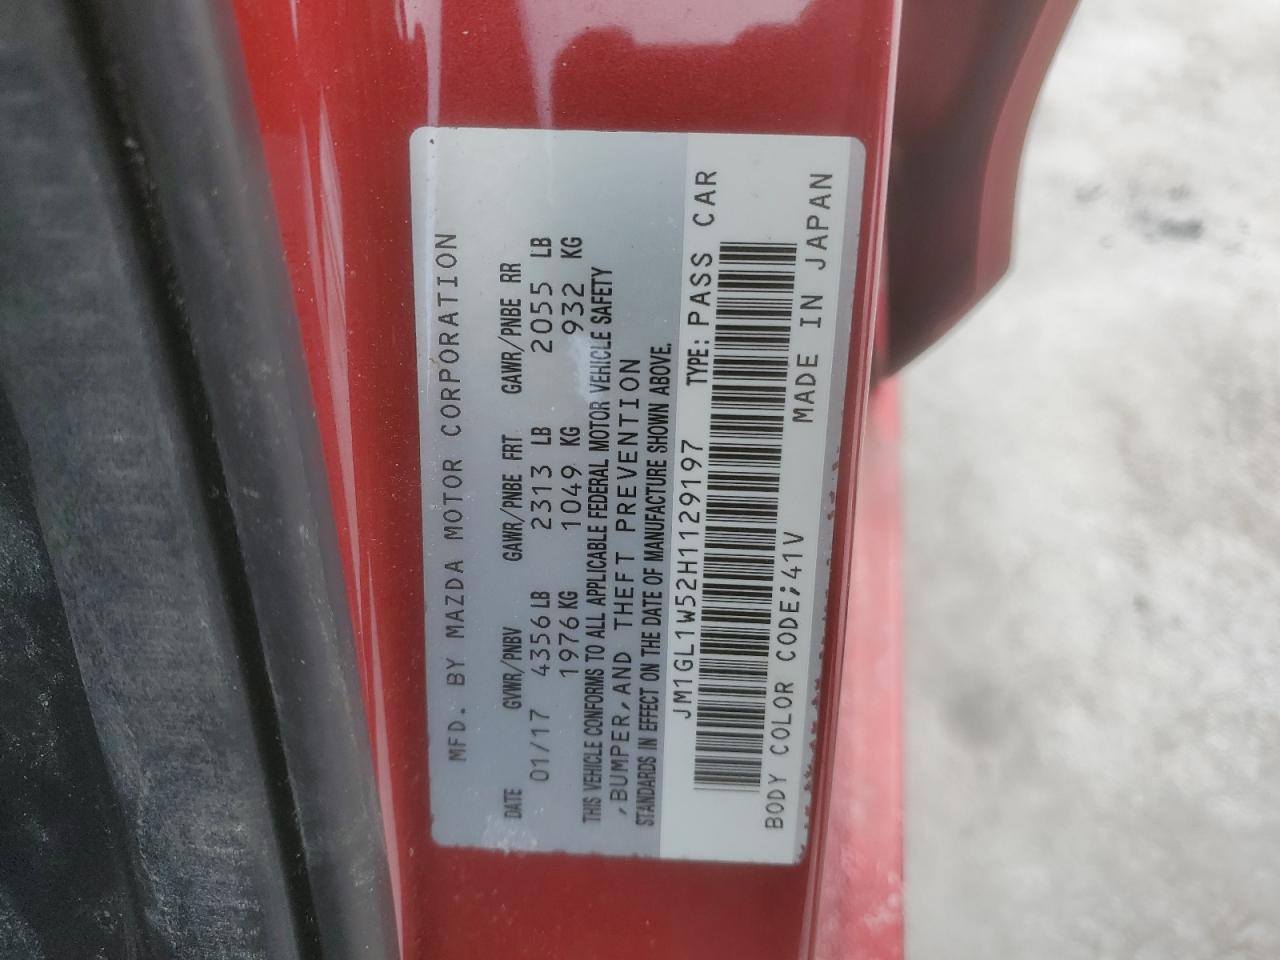 MFD. BY MAZDA MOTOR CORPORATION
DATE GVWR/PNBV GAWR/PNBE FRT GAWR/PNBE RR
01/17 4356 LB 2313 LB 2055 LB
1976 KG 1049 KG 932 KG
THIS VEHICLE CONFORMS TO ALL APPLICABLE FEDERAL MOTOR VEHICLE SAFETY
,BUMPER,AND THEFT PREVENTION
STANDARDS IN EFFECT ON THE DATE OF MANUFACTURE SHOWN ABOVE.
JM1GL1W52H1129197 TYPE: PASS CAR
BODY COLOR CODE;41V MADE IN JAPAN